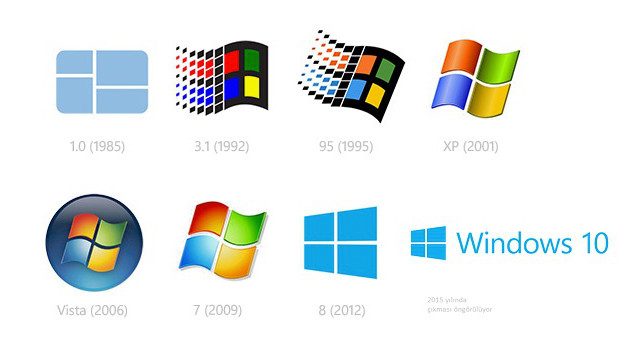 1.0 (1985)
3.1 (1992)
95 (1995)
XP (2001)
Windows 10
Vista (2006)
7 (2009)
8 (2012)
2015 yılında
çıkması öngörülüyor